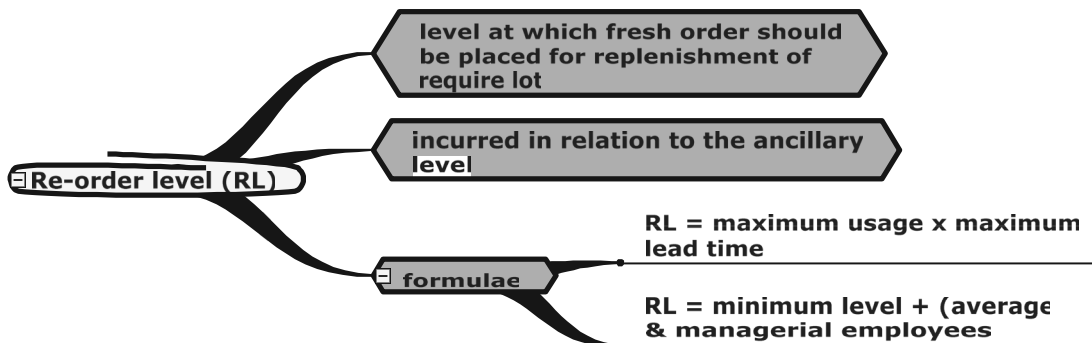 level at which fresh order should
be placed for replenishment of
require lot
incurred in relation to the ancillary
level
Re-order level (RL)
formulae
RL = maximum usage x maximum
lead time
RL = minimum level + (average
& managerial employees